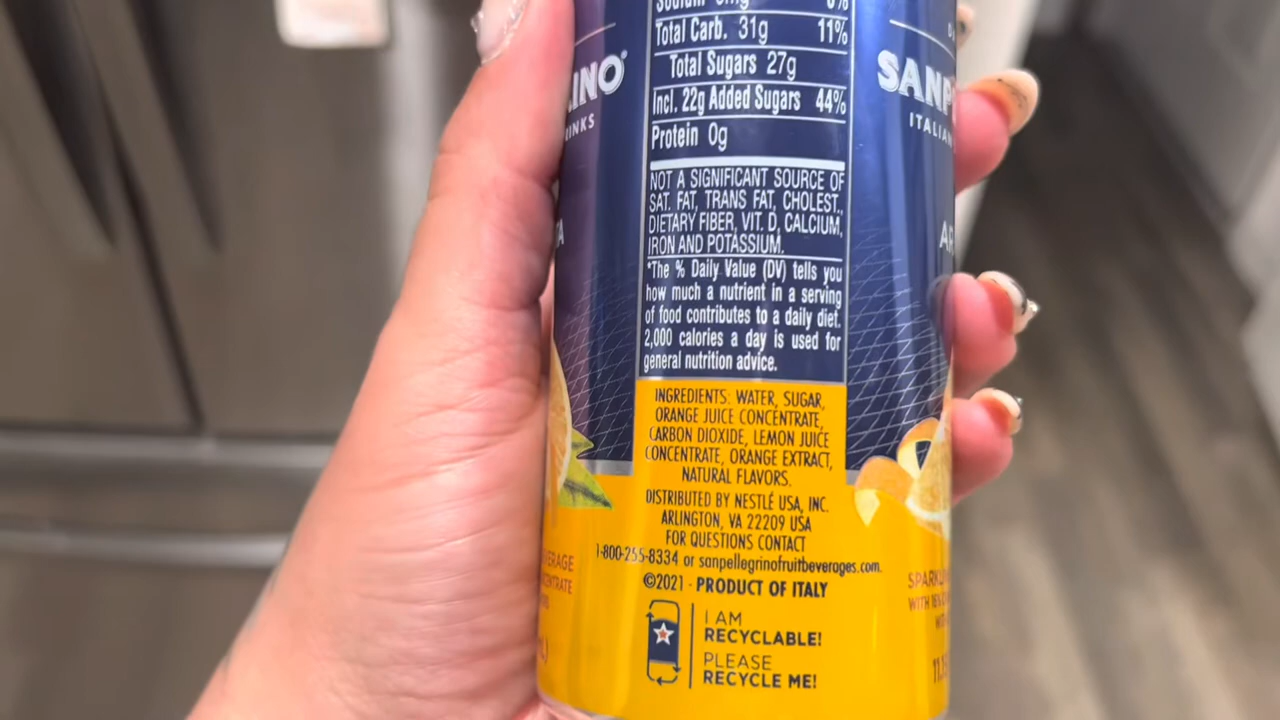 Total Carb. 31g 11%
Total Sugars 27g
Incl. 22g Added Sugars 44%
Protein 0g
NOT A SIGNIFICANT SOURCE OF
SAT. FAT, TRANS FAT, CHOLEST.,
DIETARY FIBER, VIT. D, CALCIUM,
IRON AND POTASSIUM.
*The % Daily Value (DV) tells you
how much a nutrient in a serving
of food contributes to a daily diet.
2,000 calories a day is used for
general nutrition advice.
INGREDIENTS: WATER, SUGAR,
ORANGE JUICE CONCENTRATE,
CARBON DIOXIDE, LEMON JUICE
CONCENTRATE, ORANGE EXTRACT,
NATURAL FLAVORS.
DISTRIBUTED BY NESTLÉ USA, INC.
ARLINGTON, VA 22209 USA
FOR QUESTIONS CONTACT
1-800-255-8334 or sanpellegrinofruitbeverages.com.
©2021 - PRODUCT OF ITALY
I AM
RECYCLABLE!
PLEASE
RECYCLE ME!
SANP
ITALIAN